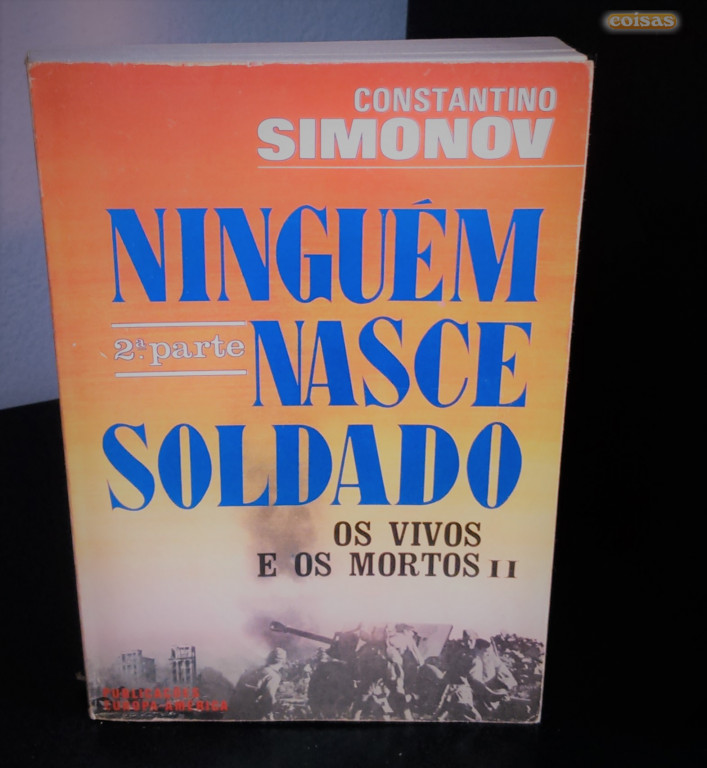 coisas
CONSTANTINO
SIMONOV
NINGUÉM
2ª. parte NASCE
SOLDADO
OS VIVOS
E OS MORTOS II
PUBLICAÇÕES
EUROPA-AMÉRICA